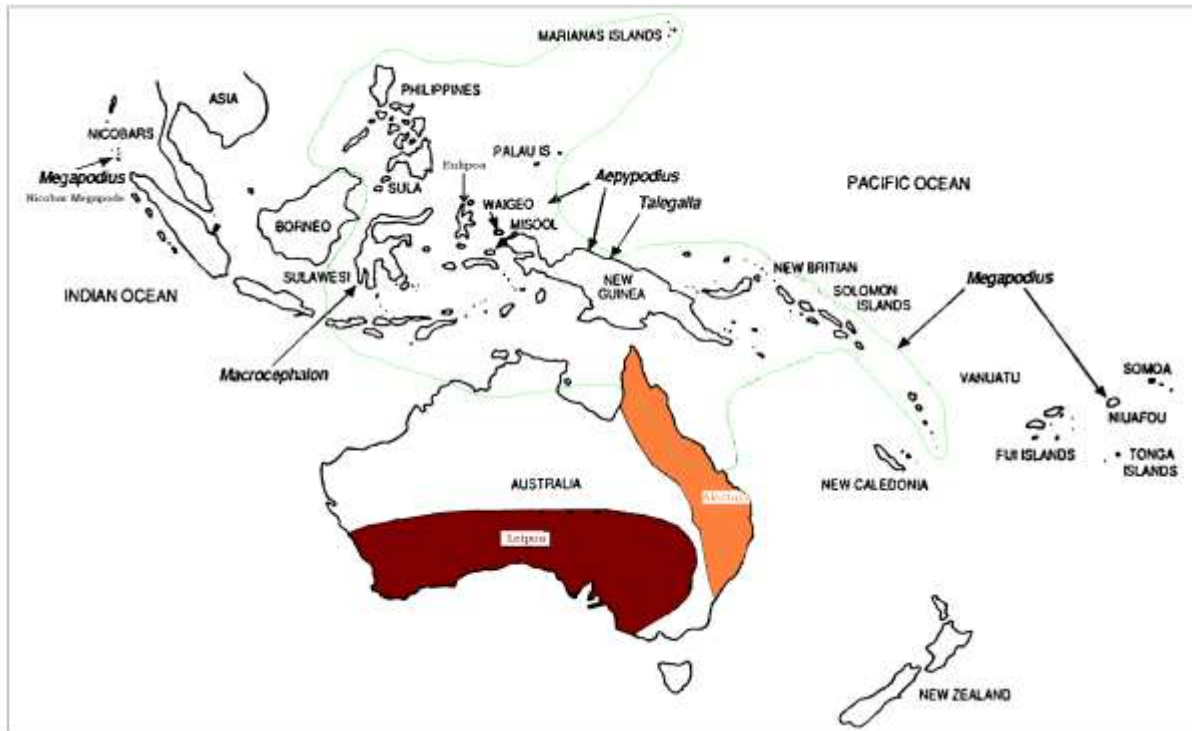 MARIANAS ISLANDS
ASIA
PHILIPPINES
NICOBARS
PALAU IS
Eulipoa
Megapodius
Aepypodius
PACIFIC OCEAN
Nicobar Megapode
SULA
WAIGEO
Talegalla
BORNEO
MISOOL
SULAWESI
NEW
GUINEA
NEW BRITIAN
INDIAN OCEAN
SOLOMON
ISLANDS
Megapodius
Macrocephalon
VANUATU
SOMOA
NIUAFOU
FIJI ISLANDS
TONGA
ISLANDS
NEW CALEDONIA
AUSTRALIA
Alectura
Leipoa
NEW ZEALAND